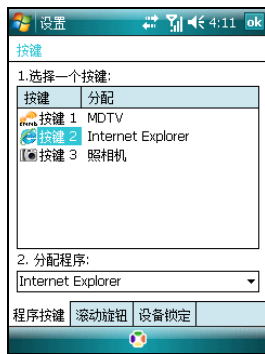 设置 4:11 ok
按键
1.选择一个按键:
按键 分配
按键 1 MDTV
按键 2 Internet Explorer
按键 3 照相机
2. 分配程序:
Internet Explorer
程序按键 滚动旋钮 设备锁定